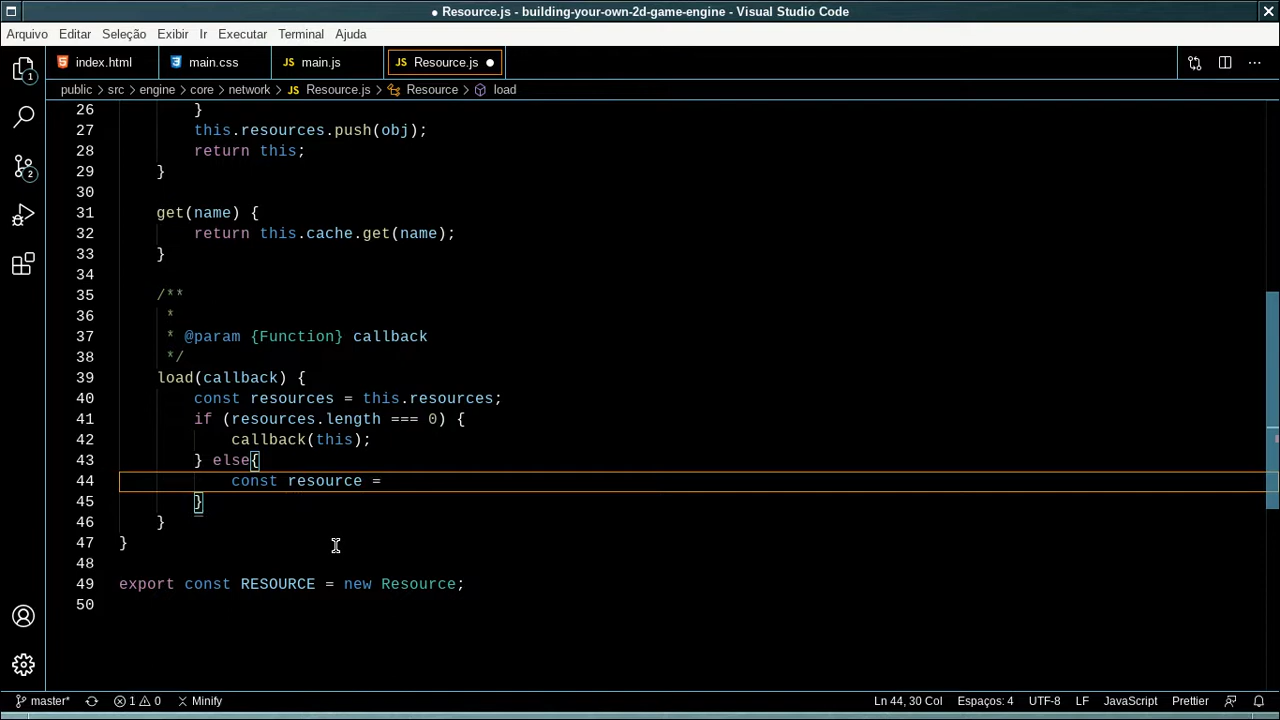 ● Resource.js - building-your-own-2d-game-engine - Visual Studio Code
Arquivo Editar Seleção Exibir Ir Executar Terminal Ajuda
index.html main.css JS main.js JS Resource.js ●
public > src > engine > core > network > JS Resource.js > Resource > load
26 }
27 this.resources.push(obj);
28 return this;
29 }
30
31 get(name) {
32 return this.cache.get(name);
33 }
34
35 /**
36 *
37 * @param {Function} callback
38 */
39 load(callback) {
40 const resources = this.resources;
41 if (resources.length === 0) {
42 callback(this);
43 } else{
44 const resource =
45 }
46 }
47 }
48
49 export const RESOURCE = new Resource;
50
1
2
master* 1 0 Minify Ln 44, 30 Col Espaços: 4 UTF-8 LF JavaScript Prettier